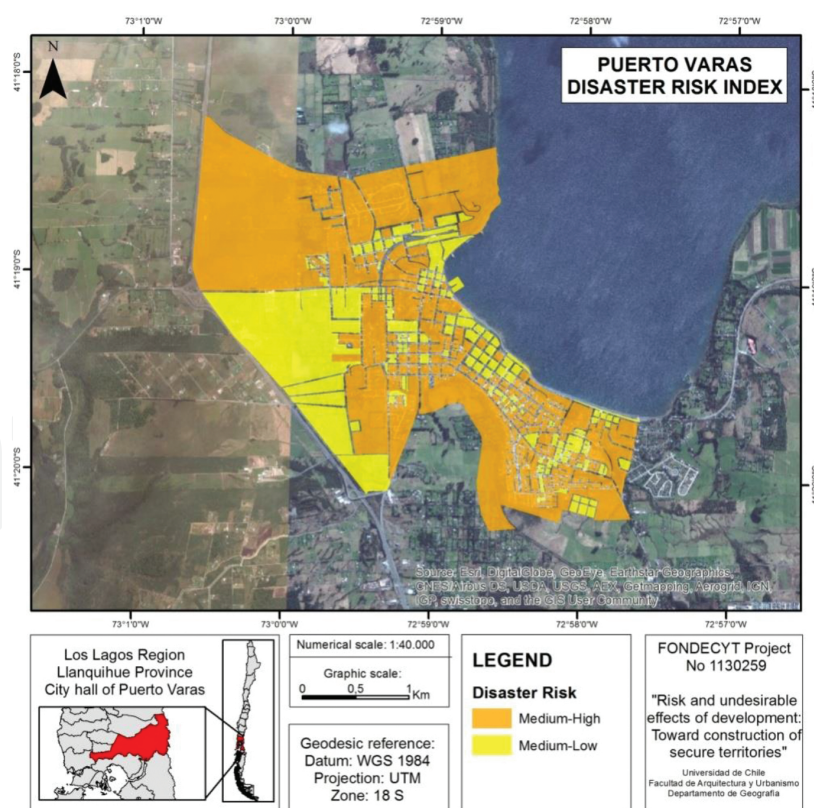 73°1'0"W
73°0'0"W
72°59'0"W
72°58'0"W
72°57'0"W
41°18'0"S
41°19'0"S
41°20'0"S
N
PUERTO VARAS
DISASTER RISK INDEX
Source: Esri, DigitalGlobe, GeoEye, Earthstar Geographics,
CNES/Airbus DS, USDA, USGS, AEX, Getmapping, Aerogrid, IGN,
IGP, swisstopo, and the GIS User Community
73°1'0"W
73°0'0"W
72°59'0"W
72°58'0"W
72°57'0"W
Los Lagos Region
Llanquihue Province
City hall of Puerto Varas
Numerical scale: 1:40.000
Graphic scale:
0 0,5 1
Km
Geodesic reference:
Datum: WGS 1984
Projection: UTM
Zone: 18 S
LEGEND
Disaster Risk
Medium-High
Medium-Low
FONDECYT Project
No 1130259
"Risk and undesirable
effects of development:
Toward construction of
secure territories"
Universidad de Chile
Facultad de Arquitectura y Urbanismo
Departamento de Geografía